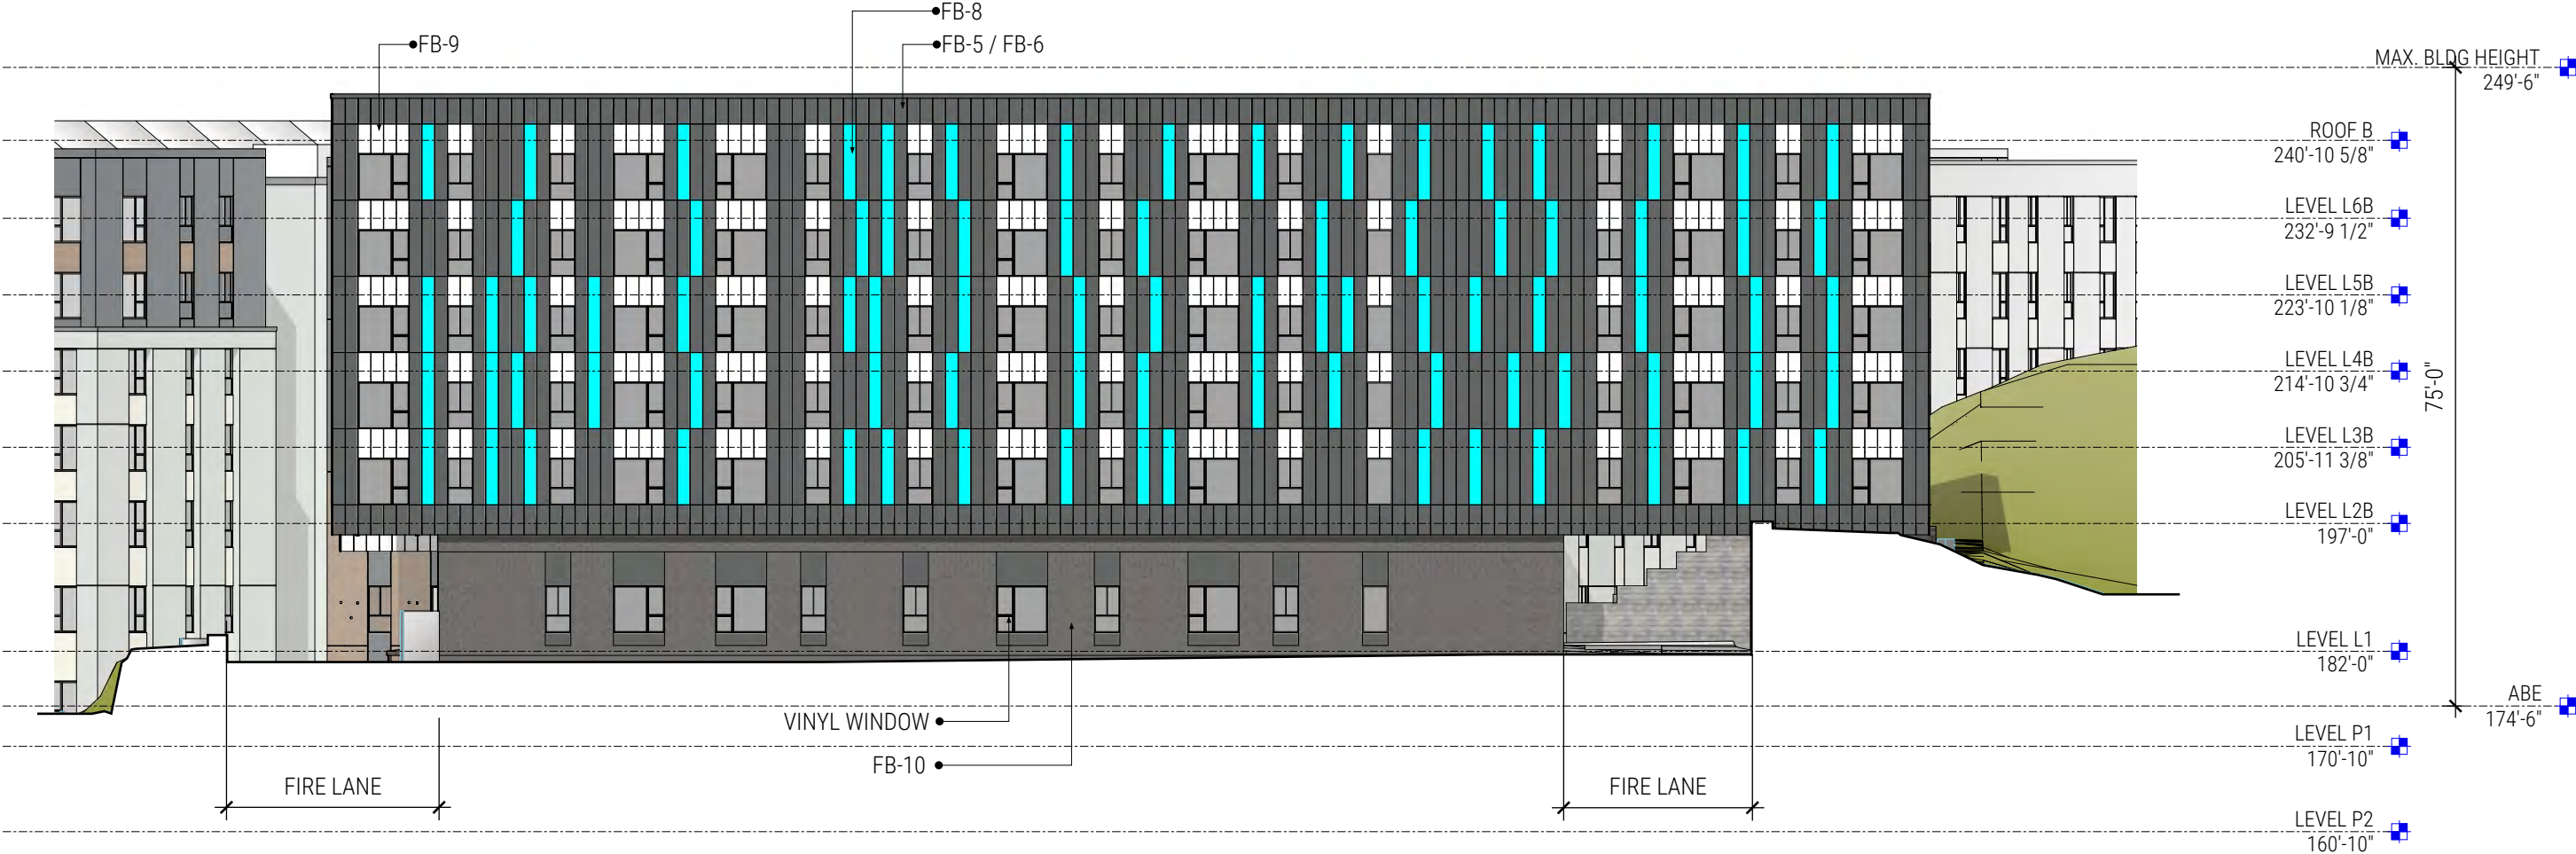 FB-8
FB-9
FB-5 / FB-6
MAX. BLDG HEIGHT
249'-6"
ROOF B
240'-10 5/8"
LEVEL L6B
232'-9 1/2"
LEVEL L5B
223'-10 1/8"
LEVEL L4B
214'-10 3/4"
75'-0"
LEVEL L3B
205'-11 3/8"
LEVEL L2B
197'-0"
LEVEL L1
182'-0"
ABE
174'-6"
VINYL WINDOW
LEVEL P1
170'-10"
FB-10
FIRE LANE
FIRE LANE
LEVEL P2
160'-10"